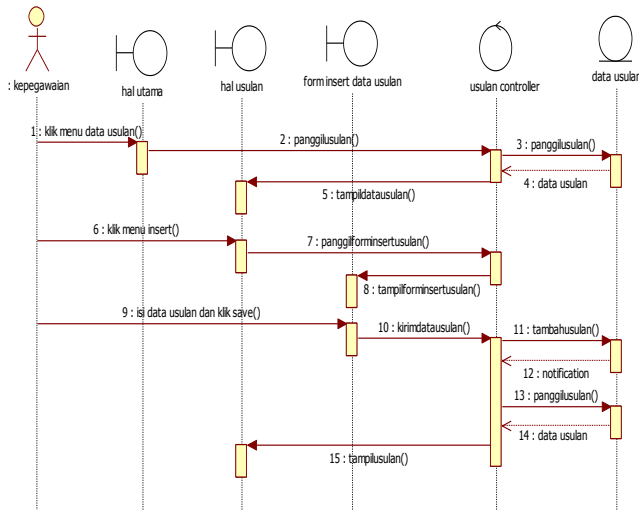 : kepegawaian
hal utama
hal usulan
form insert data usulan
usulan controller
data usulan
1 : klik menu data usulan()
2 : panggilusulan()
3 : panggilusulan()
4 : data usulan
5 : tampildatausulan()
6 : klik menu insert()
7 : panggilforminsertusulan()
8 : tampilforminsertusulan()
9 : isi data usulan dan klik save()
10 : kirimdatausulan()
11 : tambahusulan()
12 : notification
13 : panggilusulan()
14 : data usulan
15 : tampilusulan()